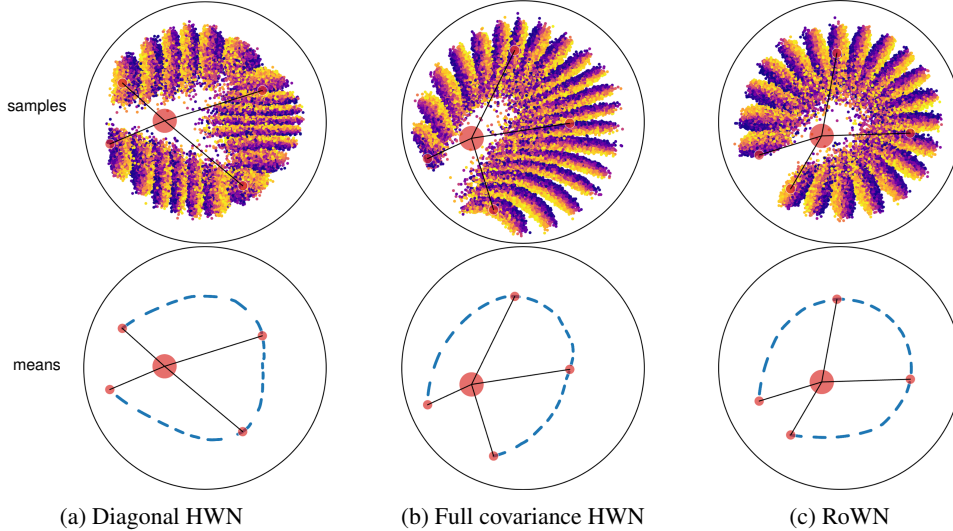 samples
means
(a) Diagonal HWN
(b) Full covariance HWN
(c) RoWN